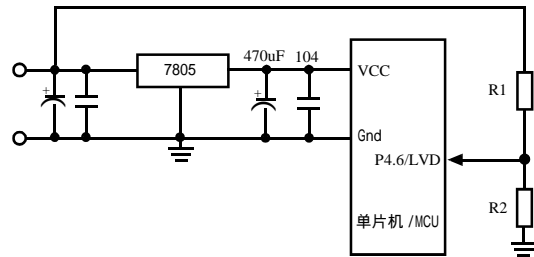 7805
470uF 104
VCC
R1
Gnd
P4.6/LVD
R2
单片机 /MCU
+
+